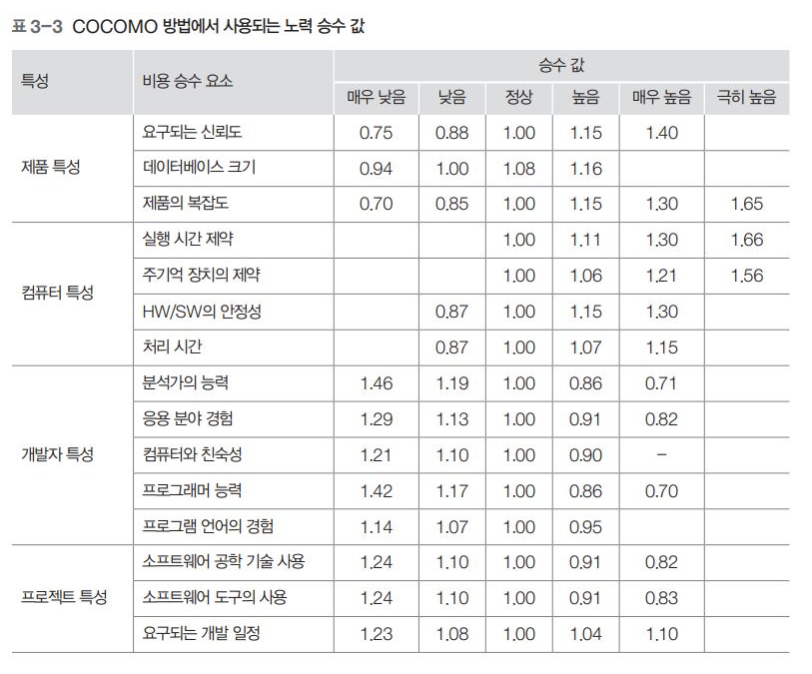 표 3-3 COCOMO 방법에서 사용되는 노력 승수 값
특성 비용 승수 요소 승수 값
매우 낮음 낮음 정상 높음 매우 높음 극히 높음
제품 특성 요구되는 신뢰도 0.75 0.88 1.00 1.15 1.40
데이터베이스 크기 0.94 1.00 1.08 1.16
제품의 복잡도 0.70 0.85 1.00 1.15 1.30 1.65
컴퓨터 특성 실행 시간 제약 1.00 1.11 1.30 1.66
주기억 장치의 제약 1.00 1.06 1.21 1.56
HW/SW의 안정성 0.87 1.00 1.15 1.30
처리 시간 0.87 1.00 1.07 1.15
개발자 특성 분석가의 능력 1.46 1.19 1.00 0.86 0.71
응용 분야 경험 1.29 1.13 1.00 0.91 0.82
컴퓨터와 친숙성 1.21 1.10 1.00 0.90 –
프로그래머 능력 1.42 1.17 1.00 0.86 0.70
프로그램 언어의 경험 1.14 1.07 1.00 0.95
프로젝트 특성 소프트웨어 공학 기술 사용 1.24 1.10 1.00 0.91 0.82
소프트웨어 도구의 사용 1.24 1.10 1.00 0.91 0.83
요구되는 개발 일정 1.23 1.08 1.00 1.04 1.10